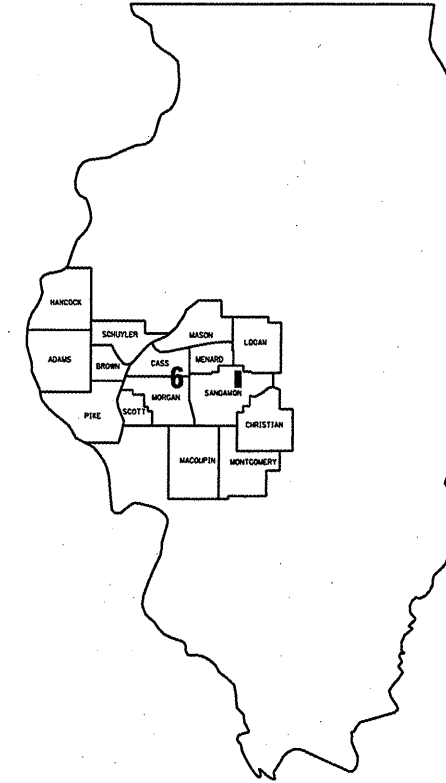 HANCOCK
SCHUYLER
MASON
LOGAN
ADAMS
BROWN
CASS
MENARD
6
MORGAN
SANGAMON
PIKE
SCOTT
CHRISTIAN
MACOUPIN
MONTGOMERY